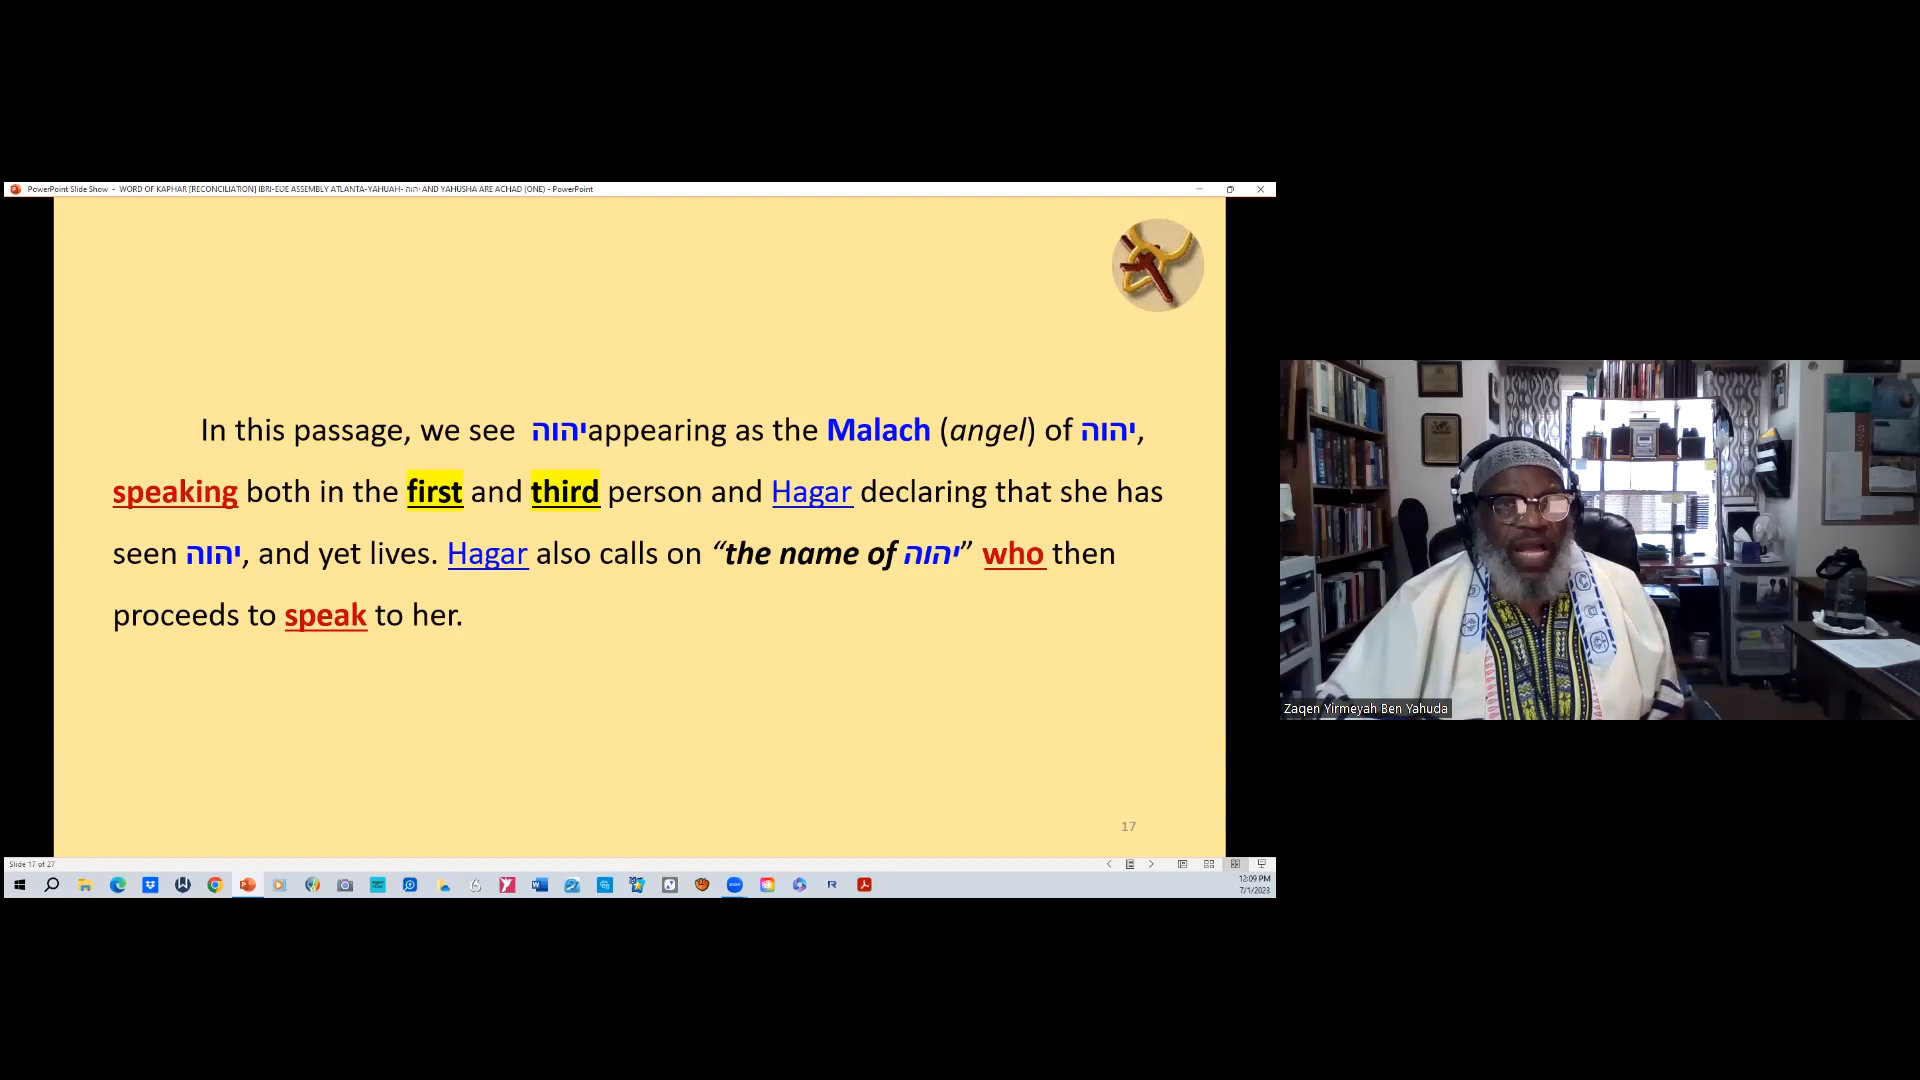 PowerPoint Slide Show - WORD OF KAPHAR [RECONCILIATION] IBRI-EDE ASSEMBLY ATLANTA-YAHUAH- יהוה AND YAHUSHA ARE ACHAD (ONE) - PowerPoint
In this passage, we see יהוה appearing as the Malach (angel) of יהוה,
speaking both in the first and third person and Hagar declaring that she has
seen יהוה, and yet lives. Hagar also calls on “the name of יהוה” who then
proceeds to speak to her.
17
Slide 17 of 27
12:09 PM
7/1/2023
Zaqen Yirmeyah Ben Yahuda